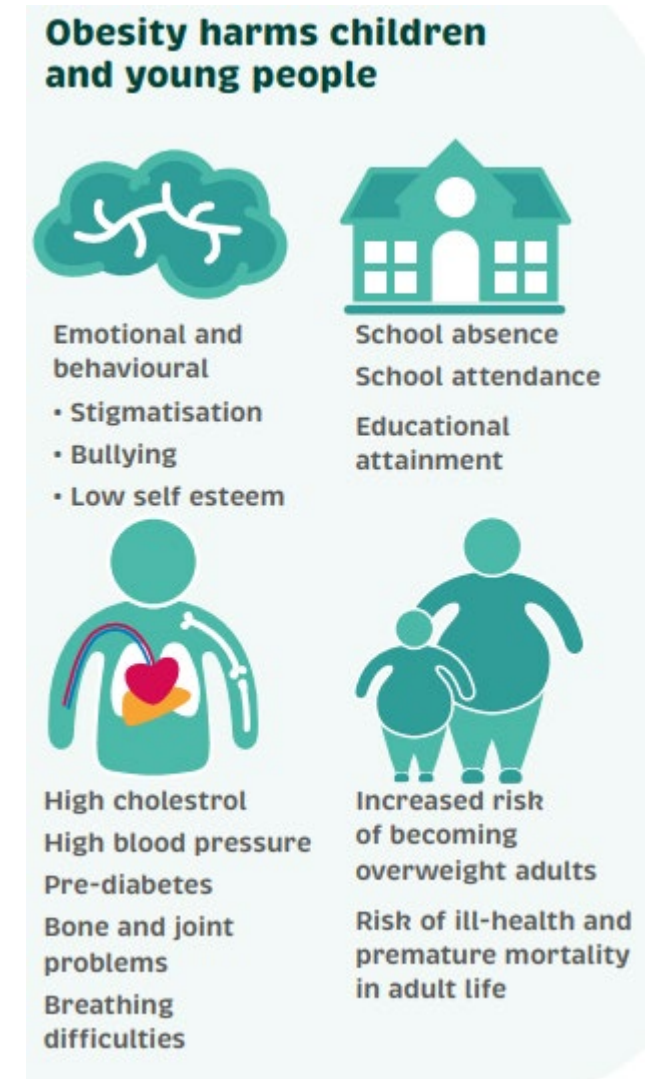 Obesity harms children
and young people
Emotional and
behavioural
• Stigmatisation
• Bullying
• Low self esteem
School absence
School attendance
Educational
attainment
High cholestrol
High blood pressure
Pre-diabetes
Bone and joint
problems
Breathing
difficulties
Increased risk
of becoming
overweight adults
Risk of ill-health and
premature mortality
in adult life